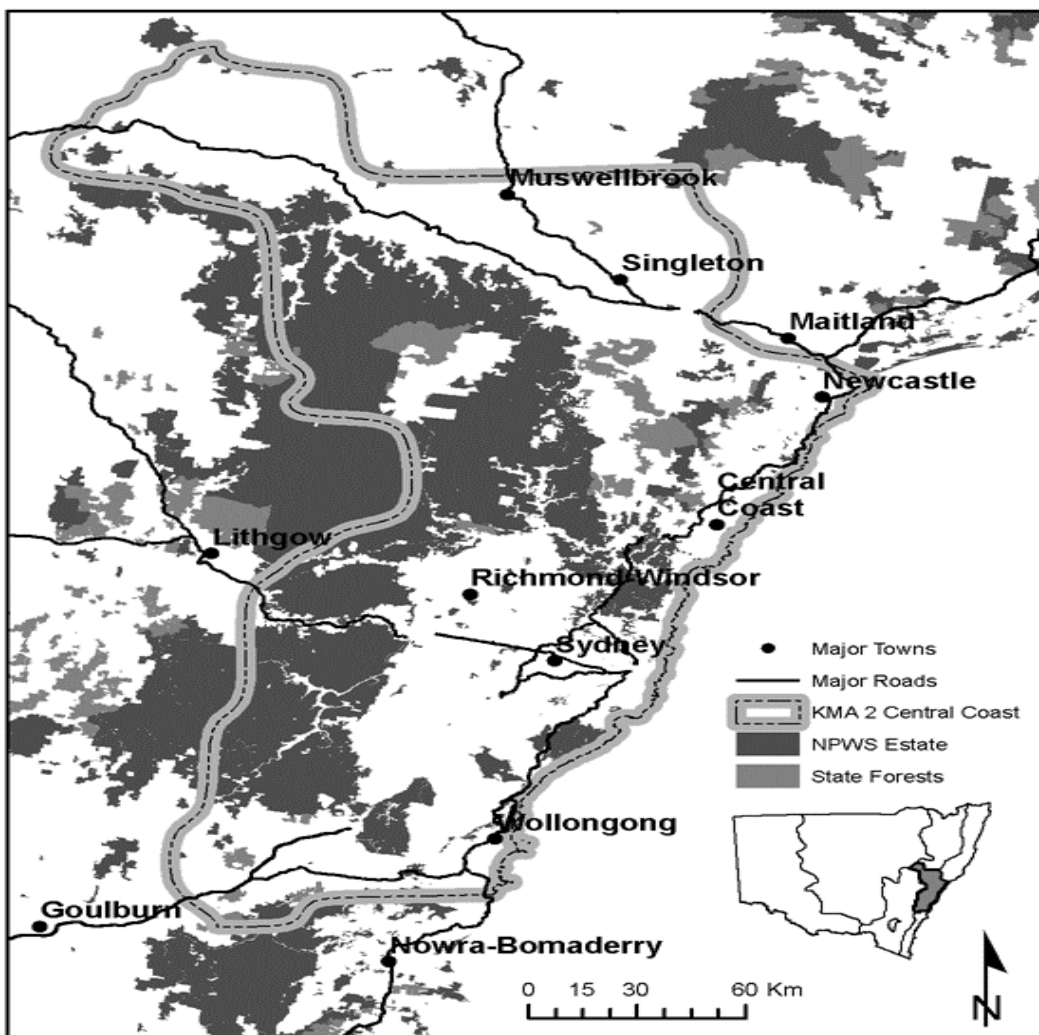 Muswellbrook
Singleton
Maitland
Newcastle
Central
Coast
Lithgow
Richmond-Windsor
Sydney
Major Towns
Major Roads
KMA 2 Central Coast
NPWS Estate
State Forests
Wollongong
Goulburn
Nowra-Bomaderry
0 15 30 60 Km
N